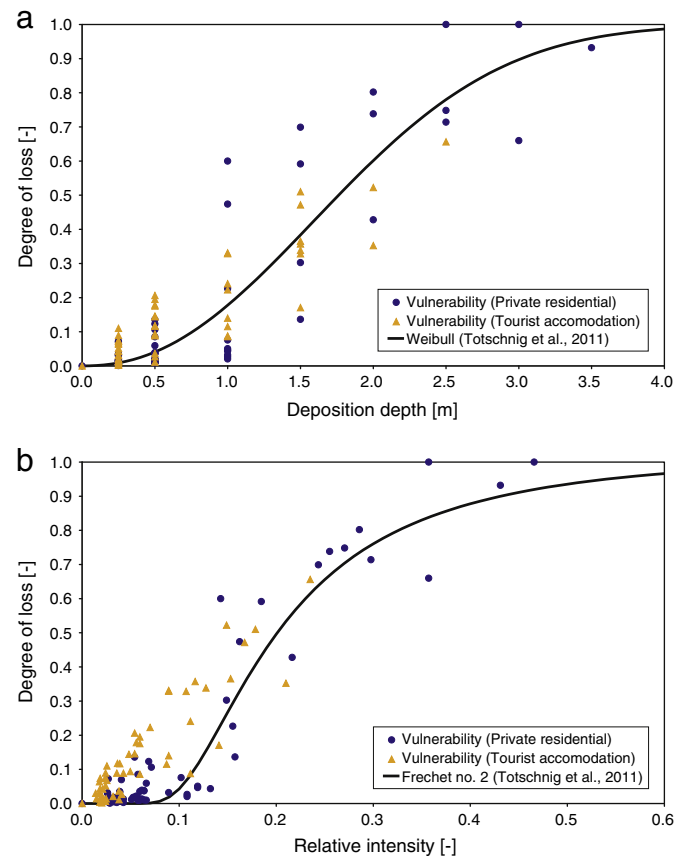 a
1.0
0.9
0.8
0.7
0.6
0.5
0.4
0.3
0.2
0.1
0.0
Degree of loss [-]
Vulnerability (Private residential)
Vulnerability (Tourist accomodation)
Weibull (Totschnig et al., 2011)
0.0 0.5 1.0 1.5 2.0 2.5 3.0 3.5 4.0
Deposition depth [m]
b
1.0
0.9
0.8
0.7
0.6
0.5
0.4
0.3
0.2
0.1
0.0
Degree of loss [-]
Vulnerability (Private residential)
Vulnerability (Tourist accomodation)
Frechet no. 2 (Totschnig et al., 2011)
0.0 0.1 0.2 0.3 0.4 0.5 0.6
Relative intensity [-]